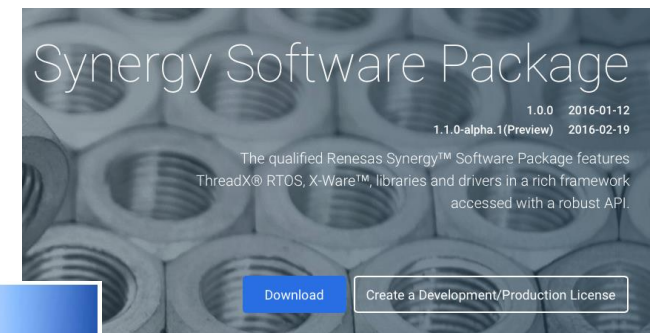 Synergy Software Package
1.0.0 2016-01-12
1.1.0-alpha.1(Preview) 2016-02-19
The qualified Renesas Synergy™ Software Package features
ThreadX® RTOS, X-Ware™, libraries and drivers in a rich framework
accessed with a robust API.
Download
Create a Development/Production License